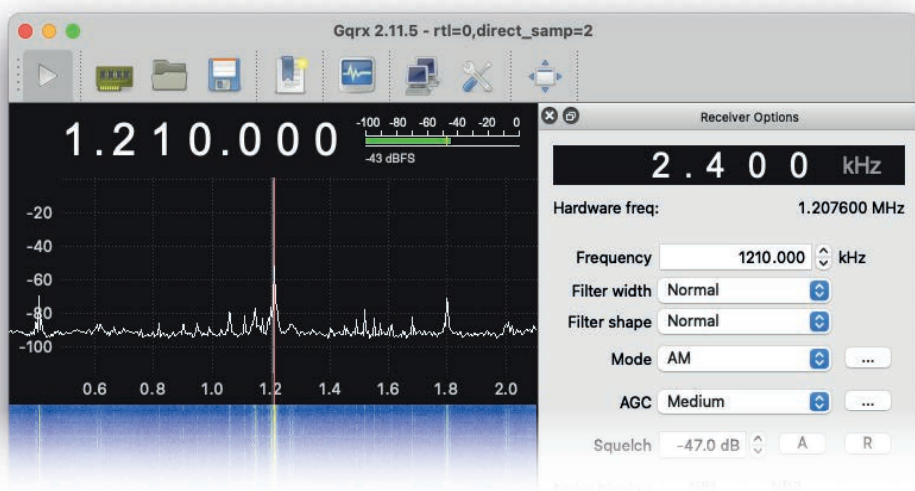 Gqrx 2.11.5 - rtl=0,direct_samp=2
1.210.000
-100 -80 -60 -40 -20 0
-43 dBFS
-20
-40
-60
-80
-100
0.6 0.8 1.0 1.2 1.4 1.6 1.8 2.0
Receiver Options
2.400 kHz
Hardware freq: 1.207600 MHz
Frequency 1210.000 kHz
Filter width Normal
Filter shape Normal
Mode AM ...
AGC Medium ...
Squelch -47.0 dB A R